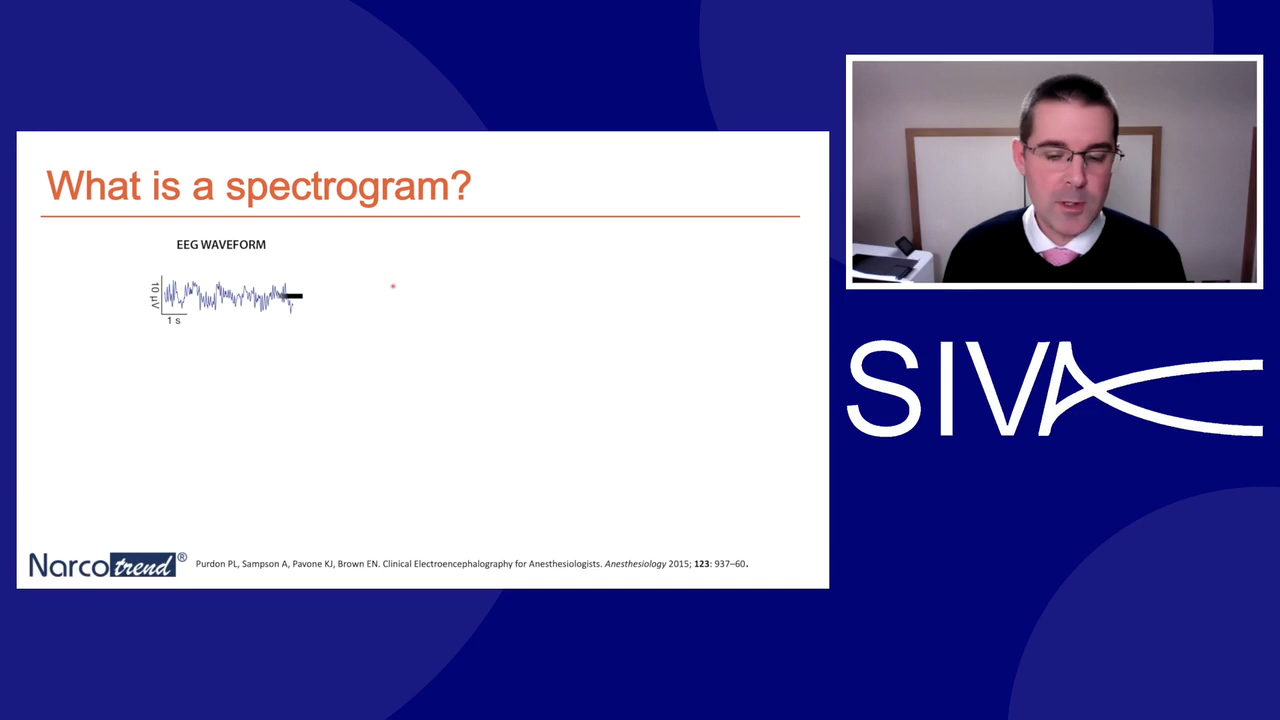 What is a spectrogram?
EEG WAVEFORM
10 µV
1 s
Narcotrend®
Purdon PL, Sampson A, Pavone KJ, Brown EN. Clinical Electroencephalography for Anesthesiologists. Anesthesiology 2015; 123: 937–60.
SIVA